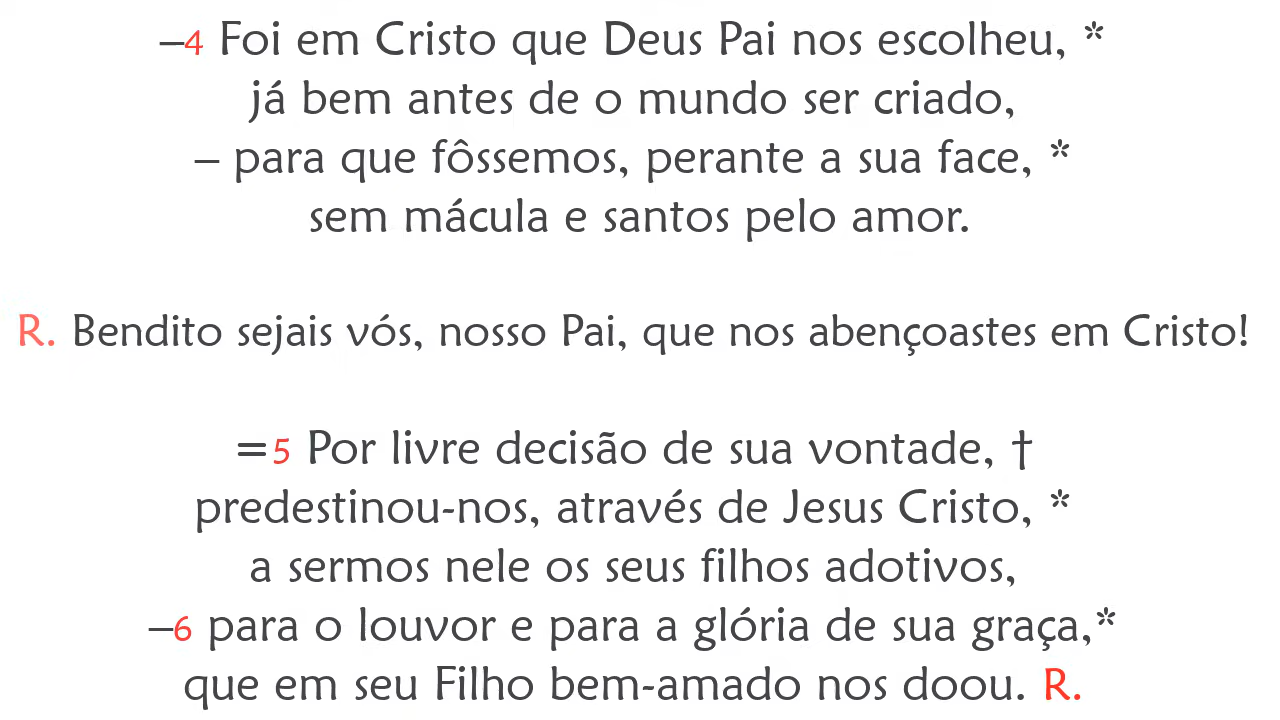 –4 Foi em Cristo que Deus Pai nos escolheu, *
já bem antes de o mundo ser criado,
– para que fôssemos, perante a sua face, *
sem mácula e santos pelo amor.
R. Bendito sejais vós, nosso Pai, que nos abençoastes em Cristo!
=5 Por livre decisão de sua vontade, †
predestinou-nos, através de Jesus Cristo, *
a sermos nele os seus filhos adotivos,
–6 para o louvor e para a glória de sua graça,*
que em seu Filho bem-amado nos doou. R.